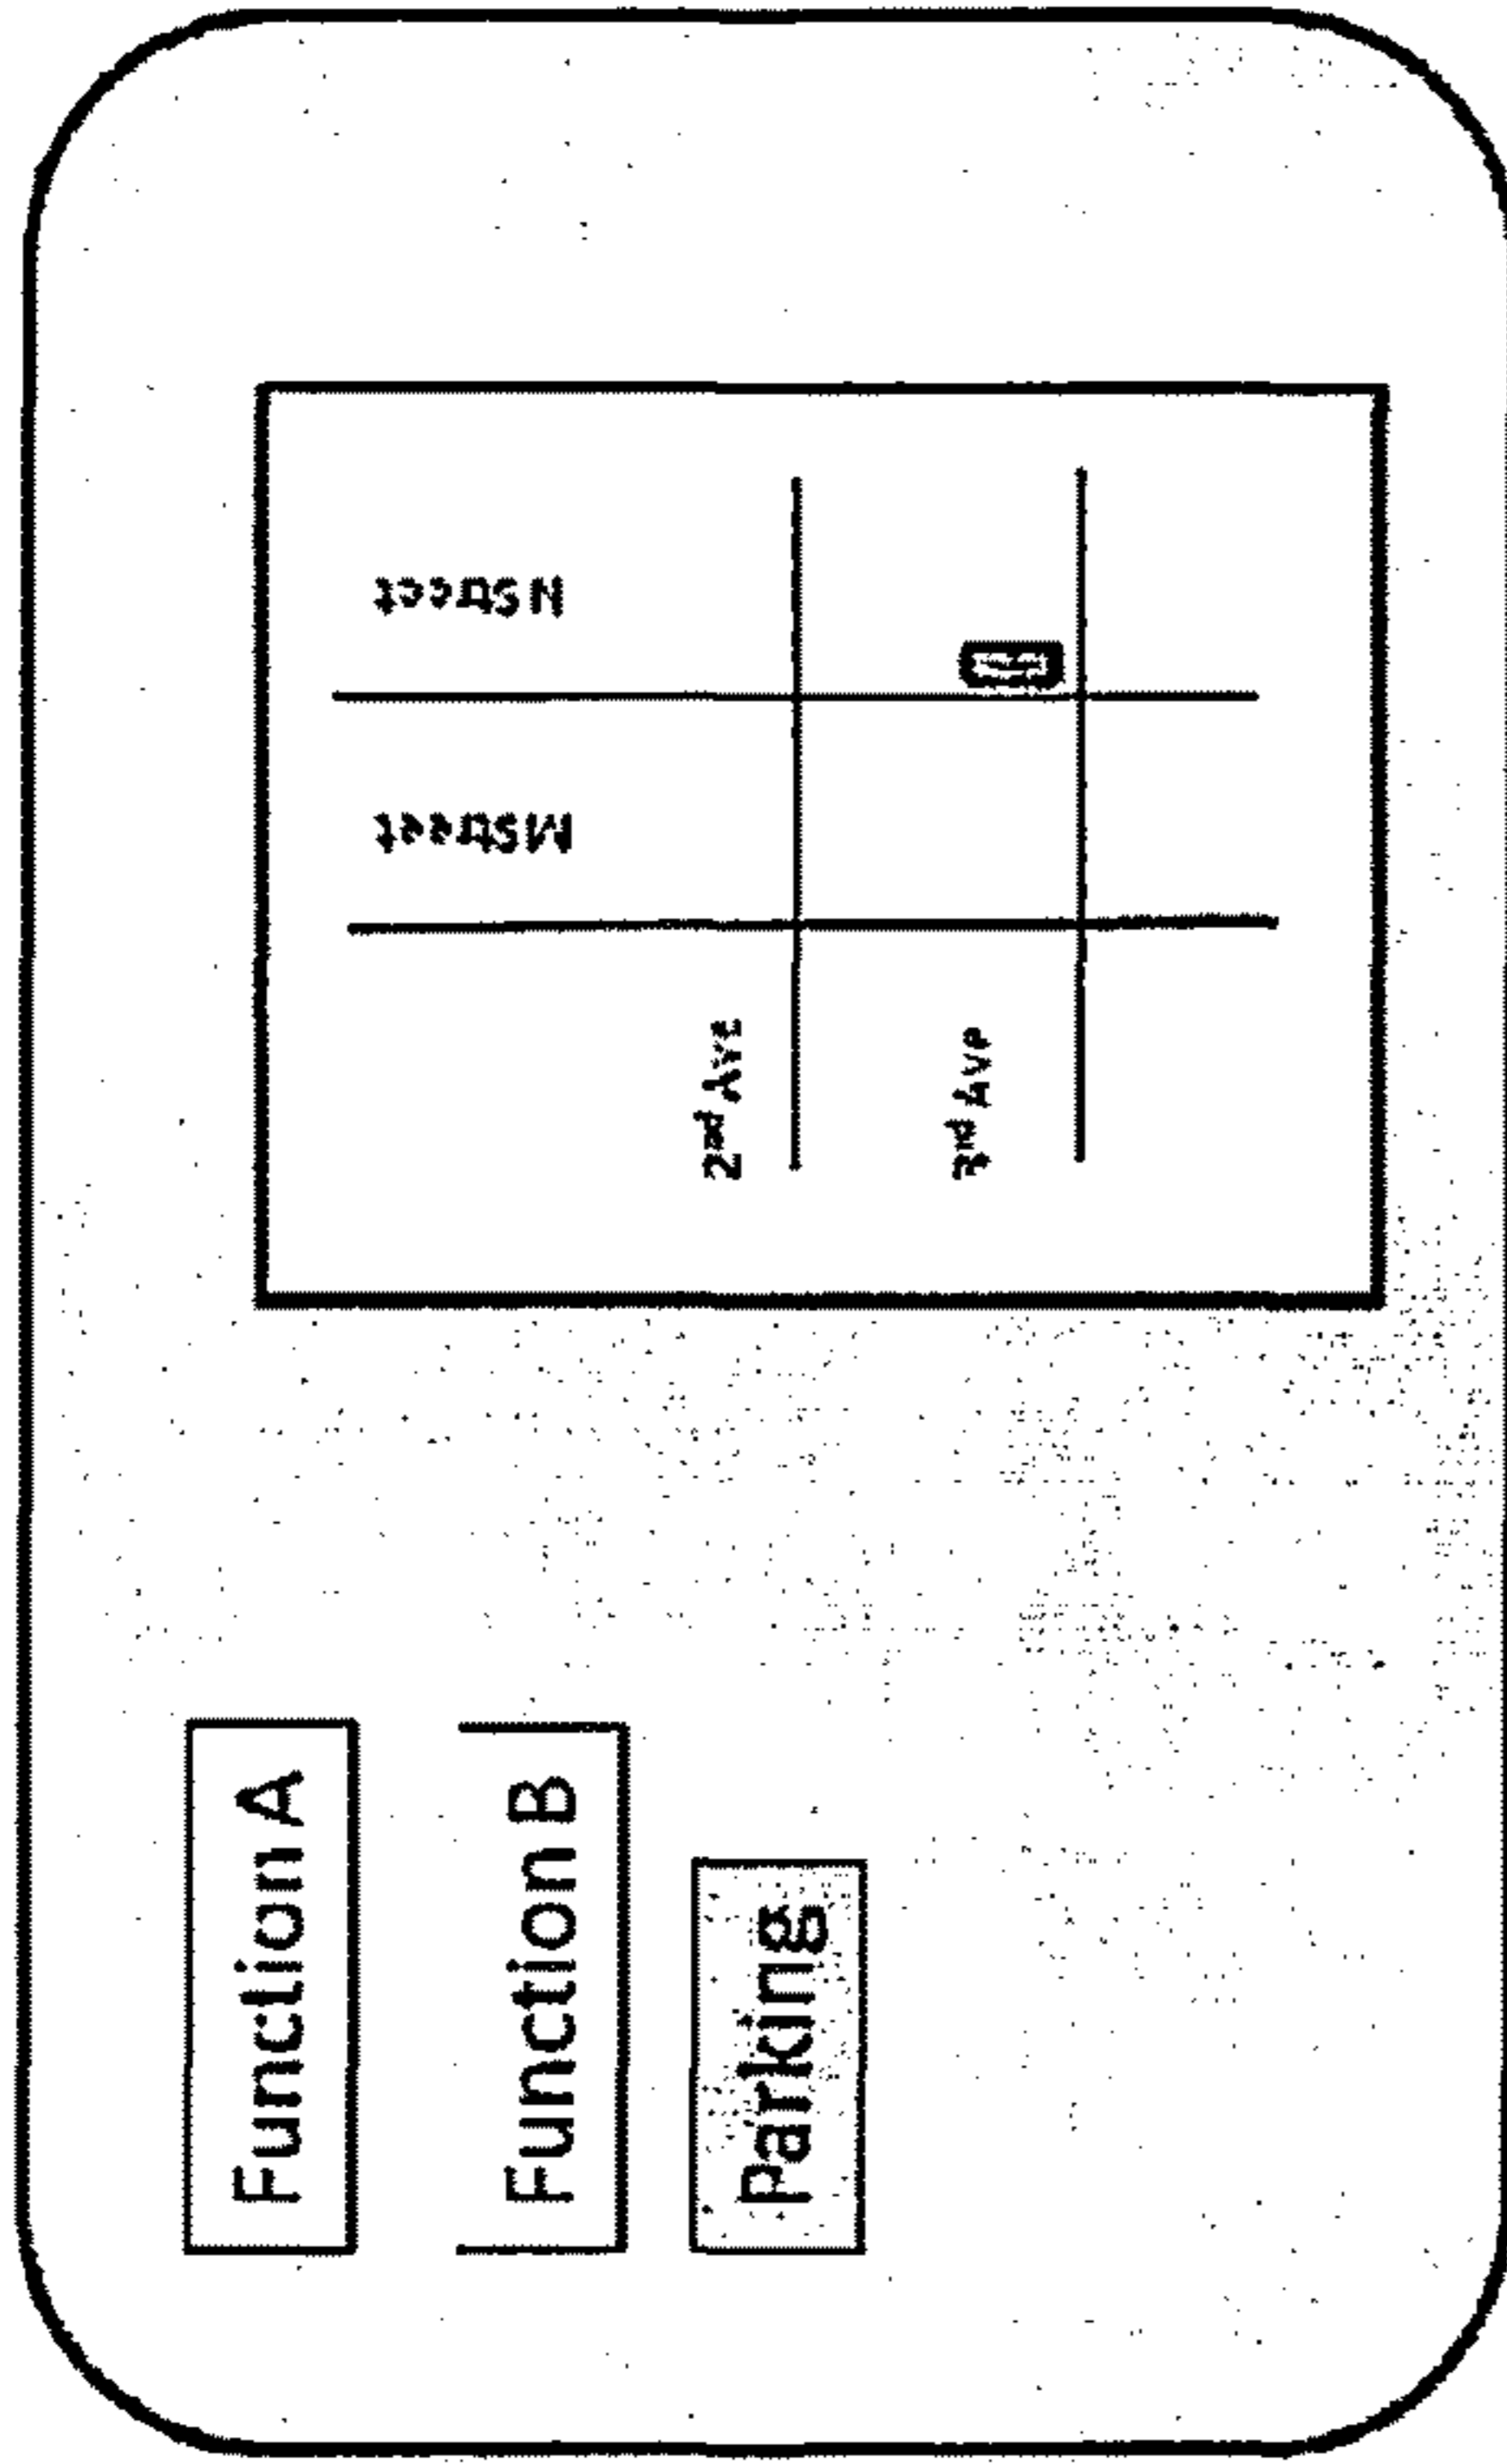 Function A
Function B
Parking
2nd Ave
3rd Ave
M Street
N Street